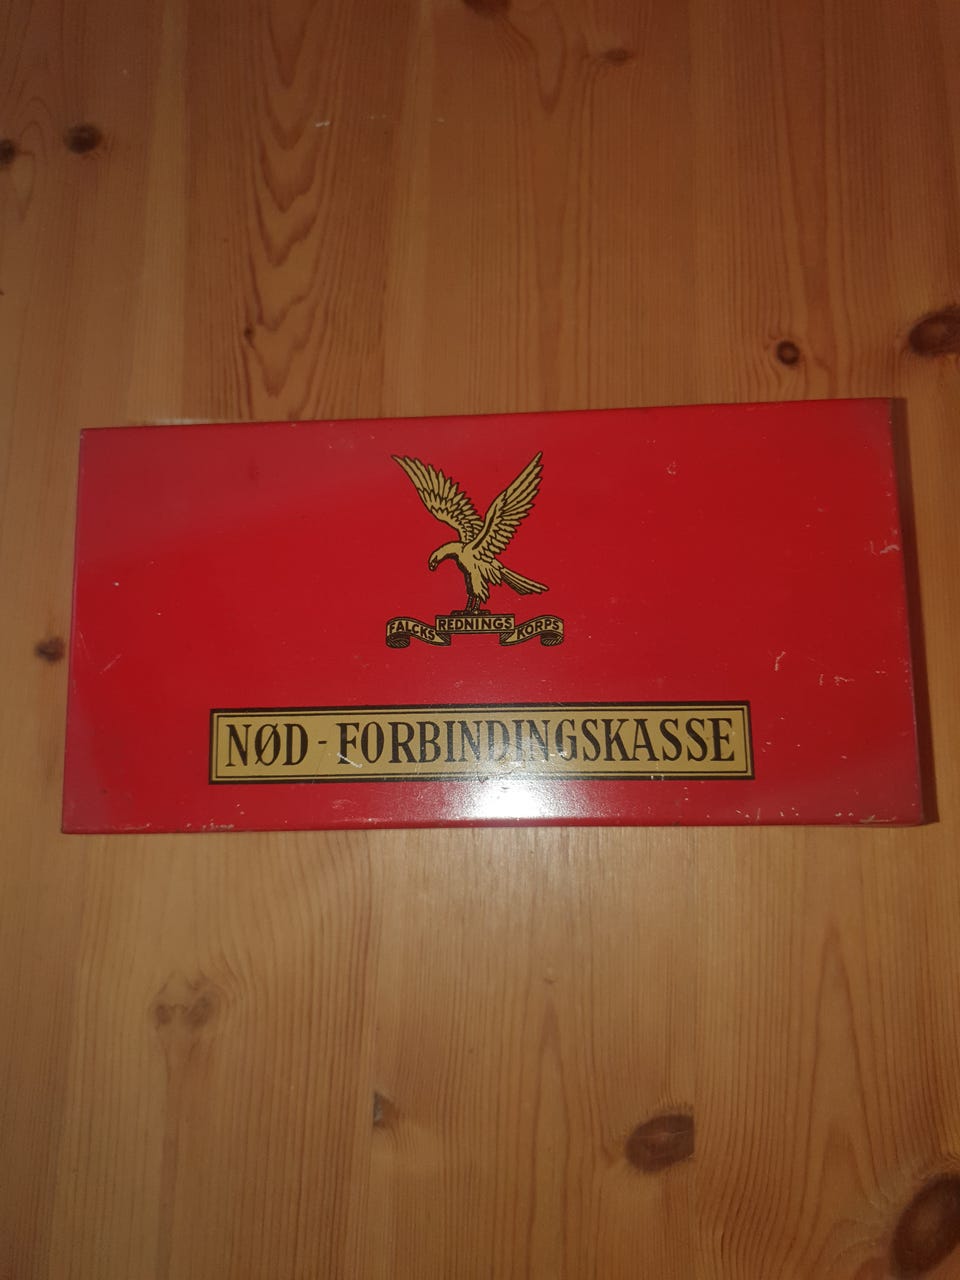 FALCKS REDNINGS KORPS
NØD - FORBINDINGSKASSE